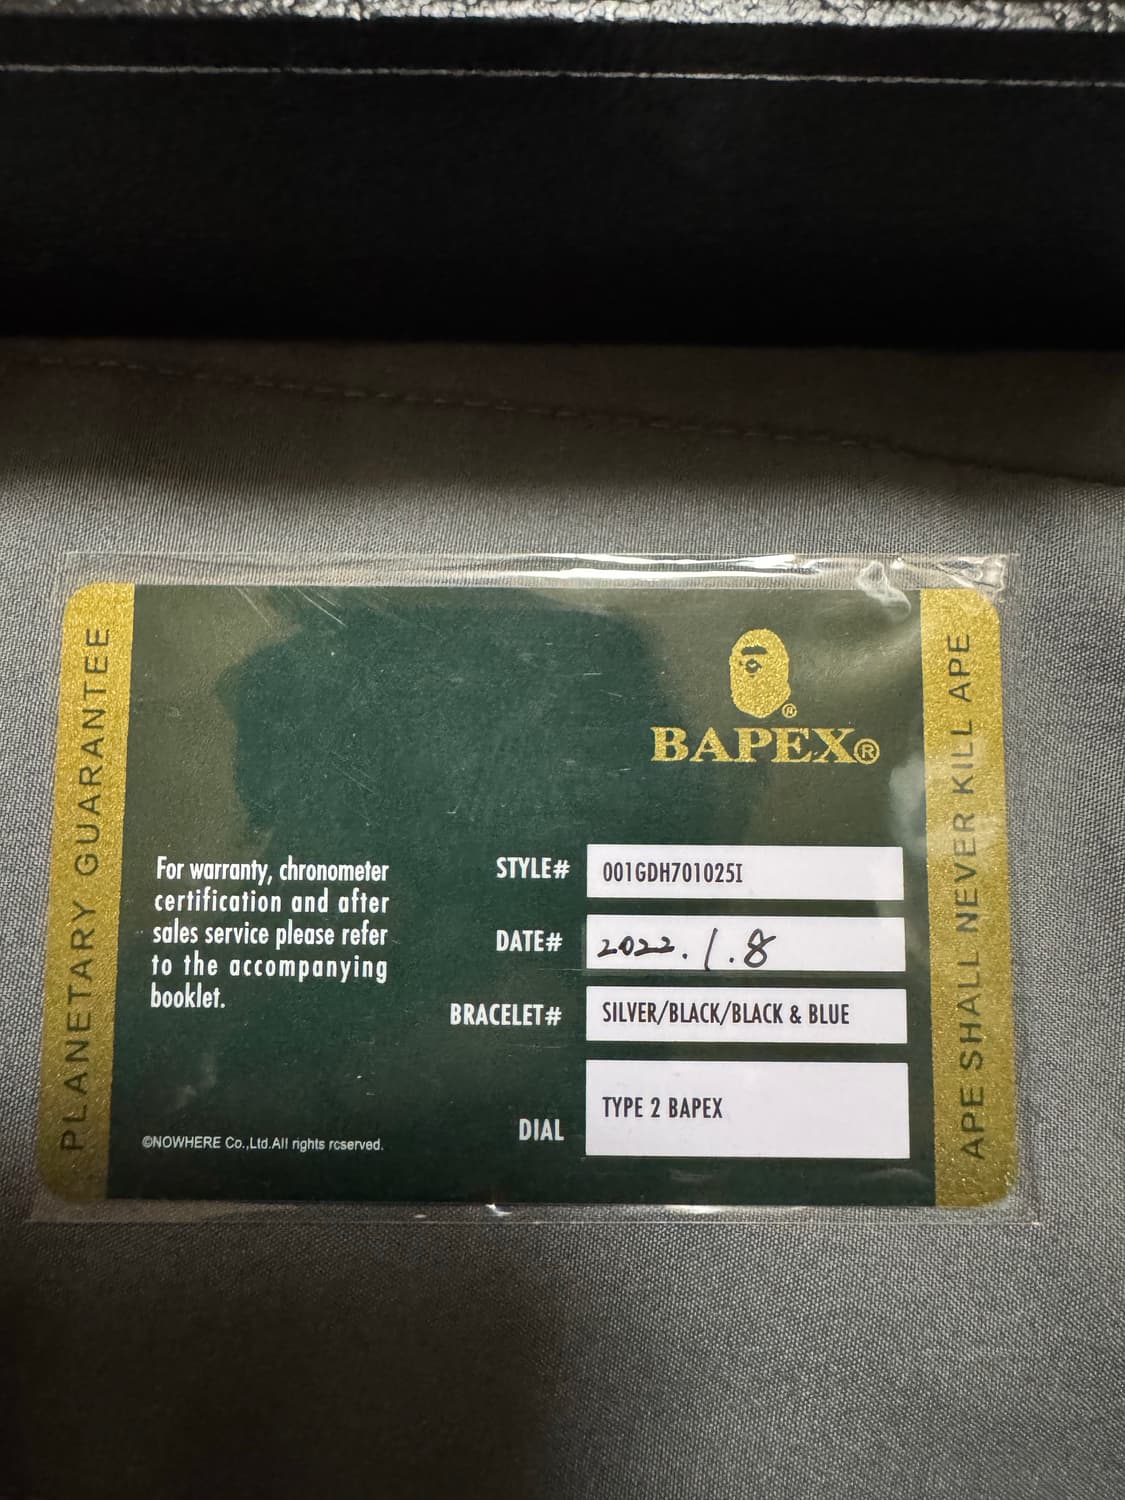 PLANETARY GUARANTEE
®
BAPEX®
For warranty, chronometer
certification and after
sales service please refer
to the accompanying
booklet.
©NOWHERE Co.,Ltd.All rights rcserved.
STYLE# 001GDH701025I
DATE# 2022.1.8
BRACELET# SILVER/BLACK/BLACK & BLUE
DIAL TYPE 2 BAPEX
APE SHALL NEVER KILL APE